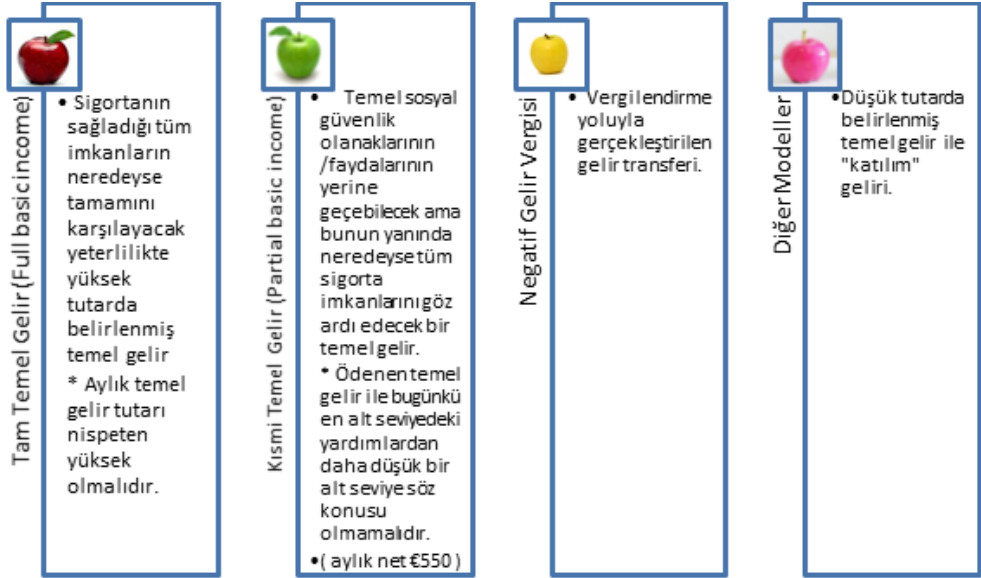 Tam Temel Gelir (Full basic income)
• Sigortanın
sağladığı tüm
imkanların
neredeyse
tamamını
karşılayacak
yeterlilikte
yüksek
tutarda
belirlenmiş
temel gelir
* Aylık temel
gelir tutarı
nispeten
yüksek
olmalıdır.
Kısmi Temel Gelir (Partial basic income)
• Temel sosyal
güvenlik
olanaklarının
/faydalarının
yerine
geçebilecek ama
bunun yanında
neredeyse tüm
sigorta
imkanlarını göz
ardı edecek bir
temel gelir.
* Ödenen temel
gelir ile bugünkü
en alt seviyedeki
yardımlardan
daha düşük bir
alt seviye söz
konusu
olmamalıdır.
•( aylık net €550 )
Negatif Gelir Vergisi
• Vergilendirme
yoluyla
gerçekleştirilen
gelir transferi.
Diğer Modeller
•Düşük tutarda
belirlenmiş
temel gelir ile
"katılım"
geliri.